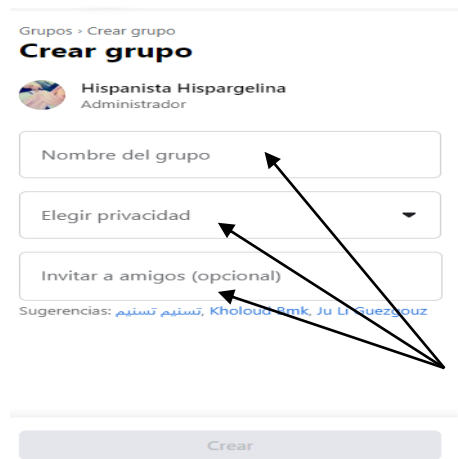 Grupos › Crear grupo
Crear grupo
Hispanista Hispargelina
Administrador
Nombre del grupo
Elegir privacidad
Invitar a amigos (opcional)
Sugerencias: تسنيم تسنيم, Kholoud Bmk, Ju Li Guezgouz
Crear